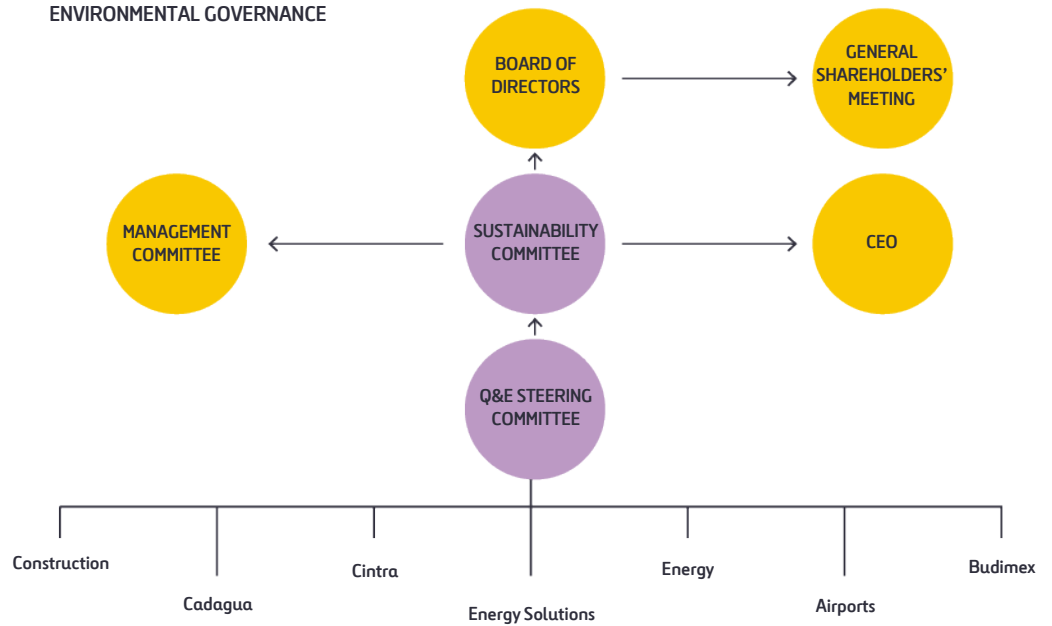 ENVIRONMENTAL GOVERNANCE
BOARD OF
DIRECTORS
GENERAL
SHAREHOLDERS’
MEETING
MANAGEMENT
COMMITTEE
SUSTAINABILITY
COMMITTEE
CEO
Q&E STEERING
COMMITTEE
Construction
Cadagua
Cintra
Energy Solutions
Energy
Airports
Budimex